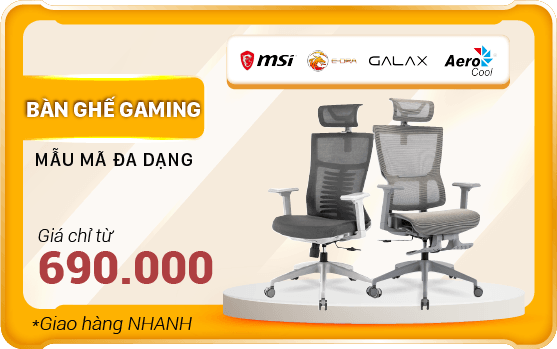 msi
E-DRA
GALAX
Aero
Cool
BÀN GHẾ GAMING
MẪU MÃ ĐA DẠNG
Giá chỉ từ
690.000
*Giao hàng NHANH